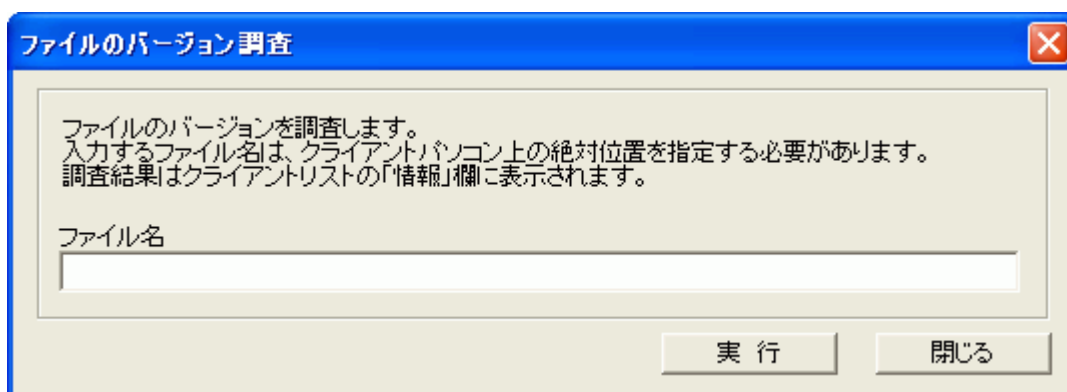 ファイルのバージョン調査
ファイルのバージョンを調査します。
入力するファイル名は、クライアントパソコン上の絶対位置を指定する必要があります。
調査結果はクライアントリストの「情報」欄に表示されます。
ファイル名
実 行
閉じる